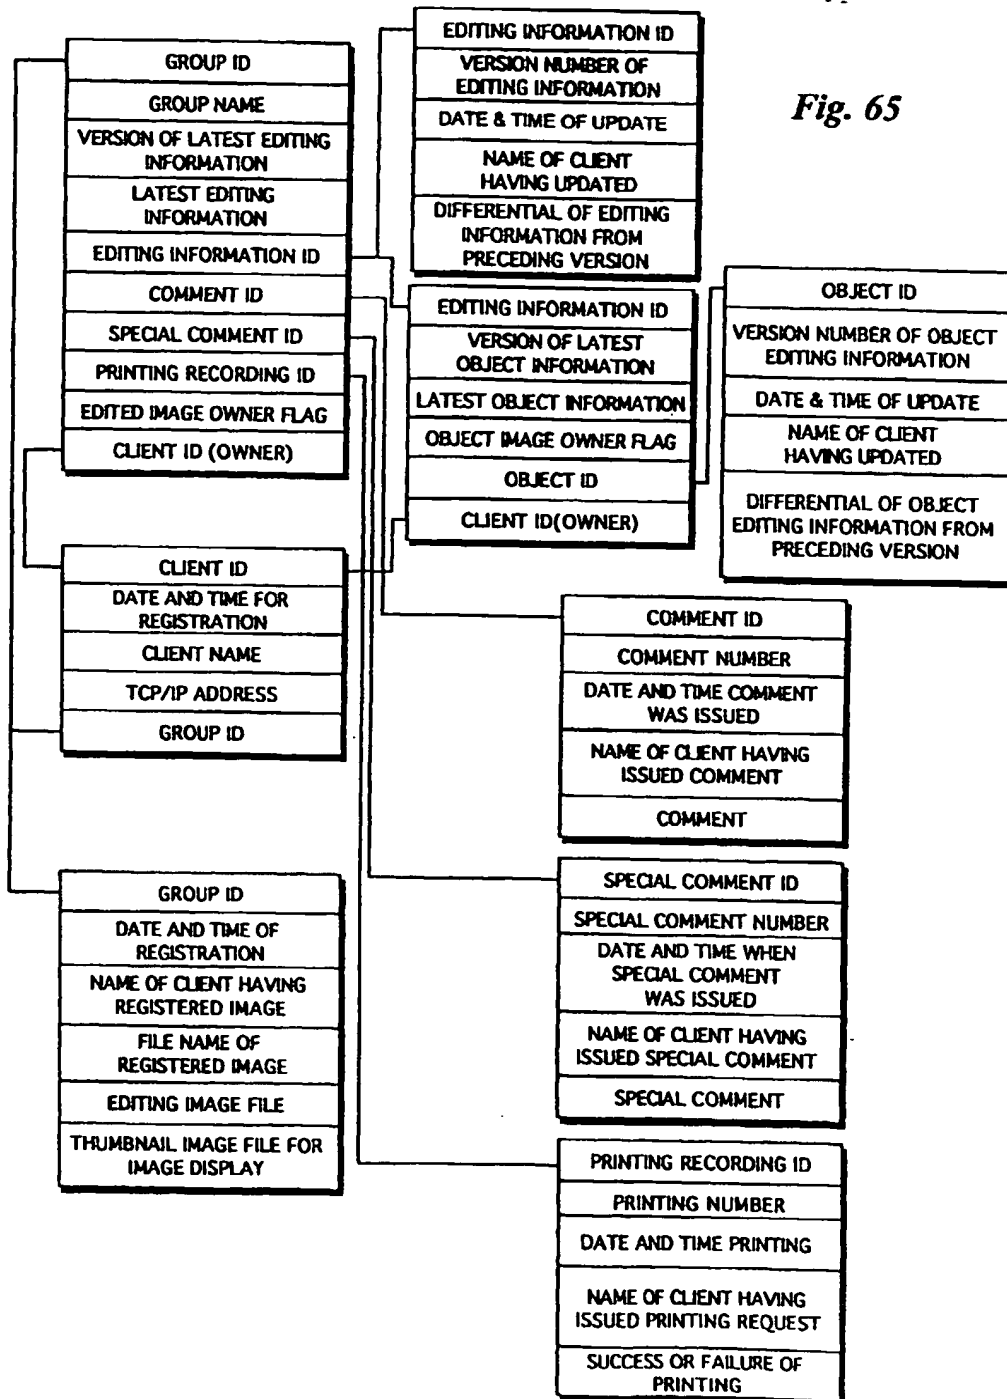 Fig. 65
GROUP ID
GROUP NAME
VERSION OF LATEST EDITING
INFORMATION
LATEST EDITING
INFORMATION
EDITING INFORMATION ID
COMMENT ID
SPECIAL COMMENT ID
PRINTING RECORDING ID
EDITED IMAGE OWNER FLAG
CLIENT ID (OWNER)
CLIENT ID
DATE AND TIME FOR
REGISTRATION
CLIENT NAME
TCP/IP ADDRESS
GROUP ID
GROUP ID
DATE AND TIME OF
REGISTRATION
NAME OF CLIENT HAVING
REGISTERED IMAGE
FILE NAME OF
REGISTERED IMAGE
EDITING IMAGE FILE
THUMBNAIL IMAGE FILE FOR
IMAGE DISPLAY
EDITING INFORMATION ID
VERSION NUMBER OF
EDITING INFORMATION
DATE & TIME OF UPDATE
NAME OF CLIENT
HAVING UPDATED
DIFFERENTIAL OF EDITING
INFORMATION FROM
PRECEDING VERSION
EDITING INFORMATION ID
VERSION OF LATEST
OBJECT INFORMATION
LATEST OBJECT INFORMATION
OBJECT IMAGE OWNER FLAG
OBJECT ID
CLIENT ID(OWNER)
OBJECT ID
VERSION NUMBER OF OBJECT
EDITING INFORMATION
DATE & TIME OF UPDATE
NAME OF CLIENT
HAVING UPDATED
DIFFERENTIAL OF OBJECT
EDITING INFORMATION FROM
PRECEDING VERSION
COMMENT ID
COMMENT NUMBER
DATE AND TIME COMMENT
WAS ISSUED
NAME OF CLIENT HAVING
ISSUED COMMENT
COMMENT
SPECIAL COMMENT ID
SPECIAL COMMENT NUMBER
DATE AND TIME WHEN
SPECIAL COMMENT
WAS ISSUED
NAME OF CLIENT HAVING
ISSUED SPECIAL COMMENT
SPECIAL COMMENT
PRINTING RECORDING ID
PRINTING NUMBER
DATE AND TIME PRINTING
NAME OF CLIENT HAVING
ISSUED PRINTING REQUEST
SUCCESS OR FAILURE OF
PRINTING